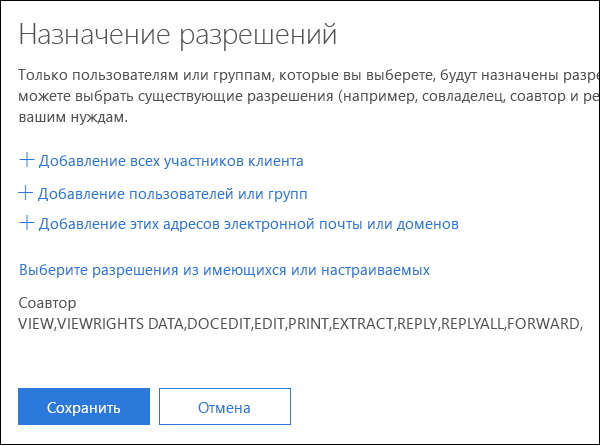 Назначение разрешений
Только пользователям или группам, которые вы выберете, будут назначены
можете выбрать существующие разрешения (например, совладелец, соавтор и
вашим нуждам.
+ Добавление всех участников клиента
+ Добавление пользователей или групп
+ Добавление этих адресов электронной почты или доменов
Выберите разрешения из имеющихся или настраиваемых
Соавтор
VIEW,VIEWRIGHTS DATA,DOCEDIT,EDIT,PRINT,EXTRACT,REPLY,REPLYALL,FORWARD,
Сохранить
Отмена